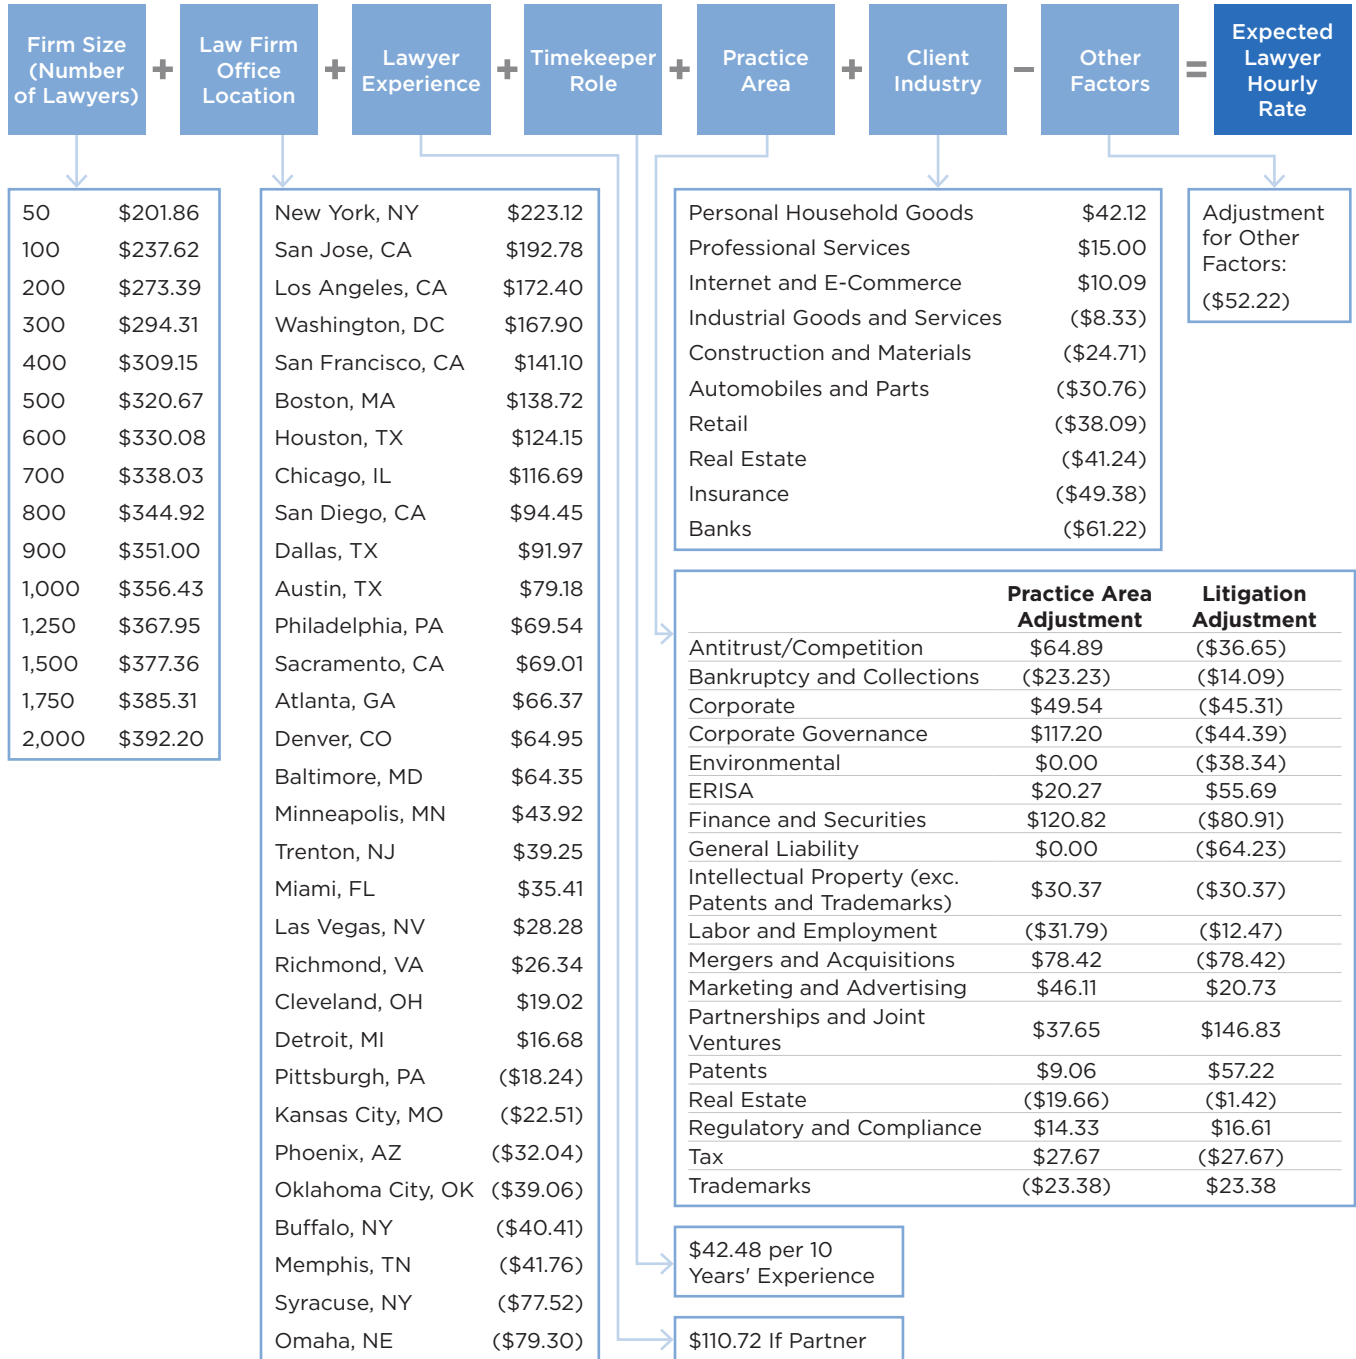 Firm Size
(Number
of Lawyers)
+
Law Firm
Office
Location
+
Lawyer
Experience
+
Timekeeper
Role
+
Practice
Area
+
Client
Industry
−
Other
Factors
=
Expected
Lawyer
Hourly
Rate
50 $201.86
100 $237.62
200 $273.39
300 $294.31
400 $309.15
500 $320.67
600 $330.08
700 $338.03
800 $344.92
900 $351.00
1,000 $356.43
1,250 $367.95
1,500 $377.36
1,750 $385.31
2,000 $392.20
New York, NY $223.12
San Jose, CA $192.78
Los Angeles, CA $172.40
Washington, DC $167.90
San Francisco, CA $141.10
Boston, MA $138.72
Houston, TX $124.15
Chicago, IL $116.69
San Diego, CA $94.45
Dallas, TX $91.97
Austin, TX $79.18
Philadelphia, PA $69.54
Sacramento, CA $69.01
Atlanta, GA $66.37
Denver, CO $64.95
Baltimore, MD $64.35
Minneapolis, MN $43.92
Trenton, NJ $39.25
Miami, FL $35.41
Las Vegas, NV $28.28
Richmond, VA $26.34
Cleveland, OH $19.02
Detroit, MI $16.68
Pittsburgh, PA ($18.24)
Kansas City, MO ($22.51)
Phoenix, AZ ($32.04)
Oklahoma City, OK ($39.06)
Buffalo, NY ($40.41)
Memphis, TN ($41.76)
Syracuse, NY ($77.52)
Omaha, NE ($79.30)
Personal Household Goods $42.12
Professional Services $15.00
Internet and E-Commerce $10.09
Industrial Goods and Services ($8.33)
Construction and Materials ($24.71)
Automobiles and Parts ($30.76)
Retail ($38.09)
Real Estate ($41.24)
Insurance ($49.38)
Banks ($61.22)
Adjustment
for Other
Factors:
($52.22)
Practice Area Litigation
Adjustment Adjustment
Antitrust/Competition $64.89 ($36.65)
Bankruptcy and Collections ($23.23) ($14.09)
Corporate $49.54 ($45.31)
Corporate Governance $117.20 ($44.39)
Environmental $0.00 ($38.34)
ERISA $20.27 $55.69
Finance and Securities $120.82 ($80.91)
General Liability $0.00 ($64.23)
Intellectual Property (exc.
Patents and Trademarks) $30.37 ($30.37)
Labor and Employment ($31.79) ($12.47)
Mergers and Acquisitions $78.42 ($78.42)
Marketing and Advertising $46.11 $20.73
Partnerships and Joint
Ventures $37.65 $146.83
Patents $9.06 $57.22
Real Estate ($19.66) ($1.42)
Regulatory and Compliance $14.33 $16.61
Tax $27.67 ($27.67)
Trademarks ($23.38) $23.38
$42.48 per 10
Years' Experience
$110.72 If Partner